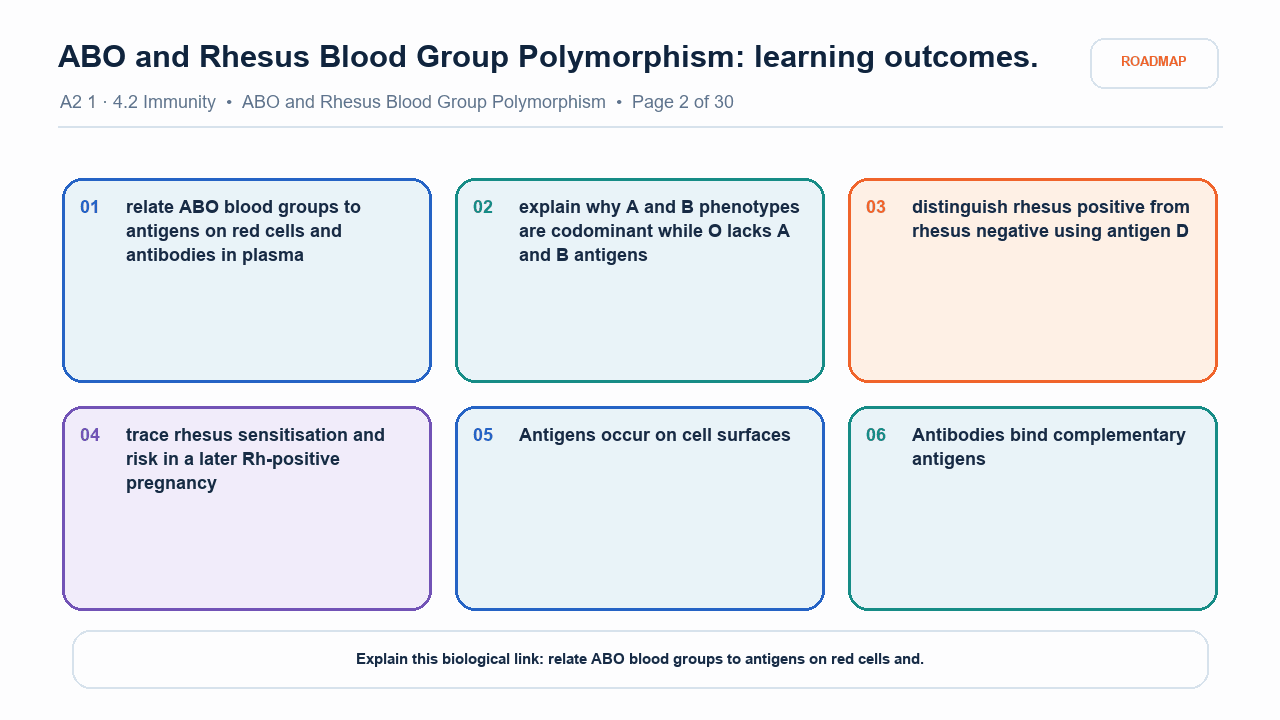 ABO and Rhesus Blood Group Polymorphism: learning outcomes.
ROADMAP
A2 1 · 4.2 Immunity • ABO and Rhesus Blood Group Polymorphism • Page 2 of 30
01 relate ABO blood groups to
antigens on red cells and
antibodies in plasma
02 explain why A and B phenotypes
are codominant while O lacks A
and B antigens
03 distinguish rhesus positive from
rhesus negative using antigen D
04 trace rhesus sensitisation and
risk in a later Rh-positive
pregnancy
05 Antigens occur on cell surfaces
06 Antibodies bind complementary
antigens
Explain this biological link: relate ABO blood groups to antigens on red cells and.